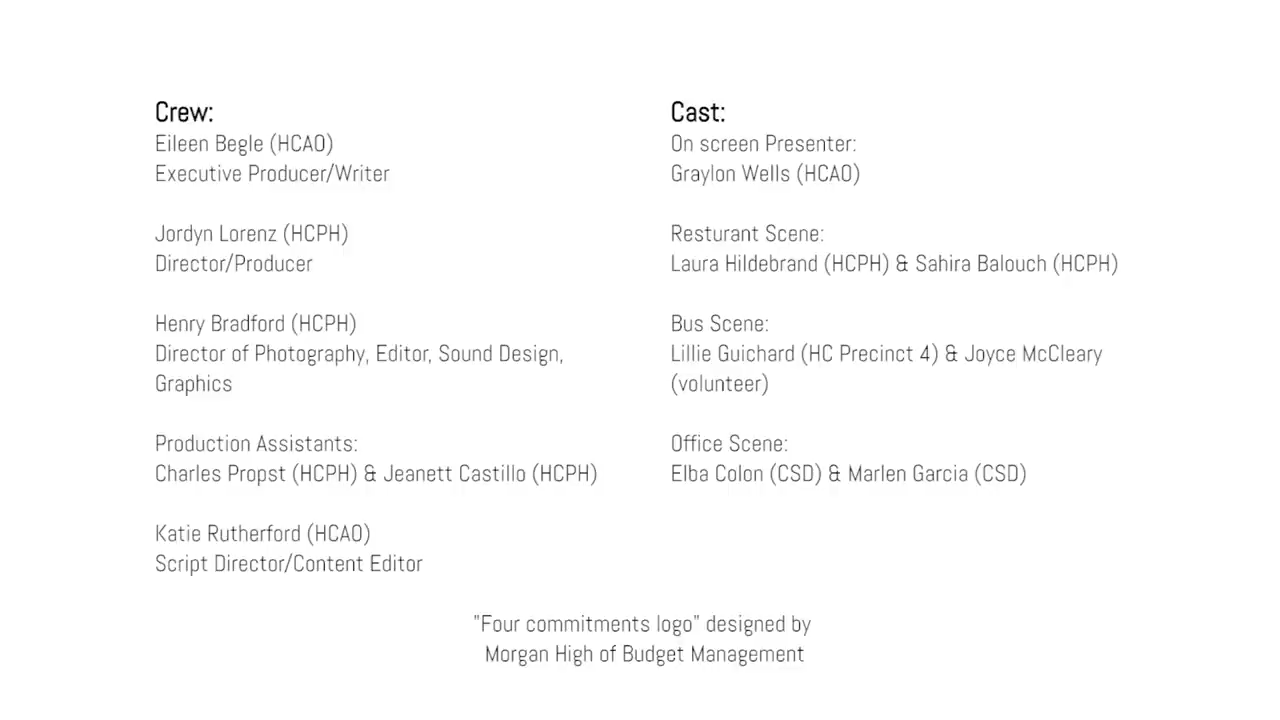 Crew:
Eileen Begle (HCAO)
Executive Producer/Writer
Jordyn Lorenz (HCPH)
Director/Producer
Henry Bradford (HCPH)
Director of Photography, Editor, Sound Design,
Graphics
Production Assistants:
Charles Propst (HCPH) & Jeanett Castillo (HCPH)
Katie Rutherford (HCAO)
Script Director/Content Editor
Cast:
On screen Presenter:
Graylon Wells (HCAO)
Resturant Scene:
Laura Hildebrand (HCPH) & Sahira Balouch (HCPH)
Bus Scene:
Lillie Guichard (HC Precinct 4) & Joyce McCleary
(volunteer)
Office Scene:
Elba Colon (CSD) & Marlen Garcia (CSD)
"Four commitments logo" designed by
Morgan High of Budget Management